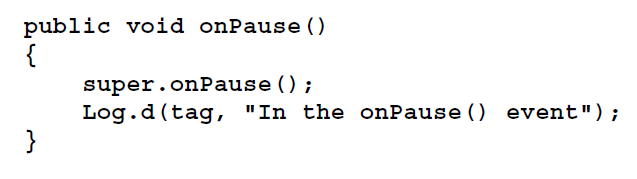 public void onPause()
{
    super.onPause();
    Log.d(tag, "In the onPause() event");
}